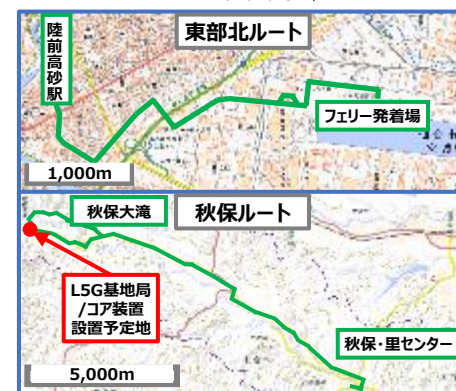 東部北ルート
陸前高砂駅
フェリー発着場
1,000m
秋保大滝
秋保ルート
L5G基地局
/コア装置
設置予定地
秋保・里センター
5,000m